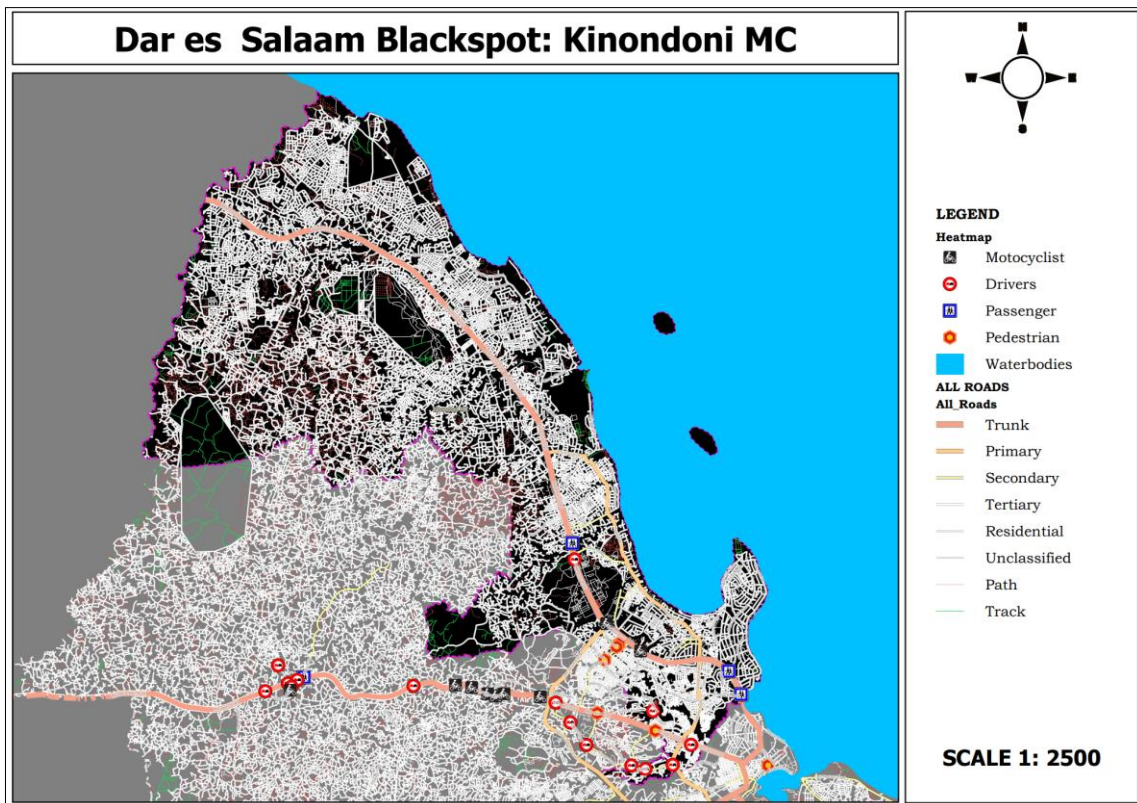 Dar es Salaam Blackspot: Kinondoni MC
N
W
S
LEGEND
Heatmap
Motocyclist
Drivers
Passenger
Pedestrian
Waterbodies
ALL ROADS
All_Roads
Trunk
Primary
Secondary
Tertiary
Residential
Unclassified
Path
Track
SCALE 1: 2500